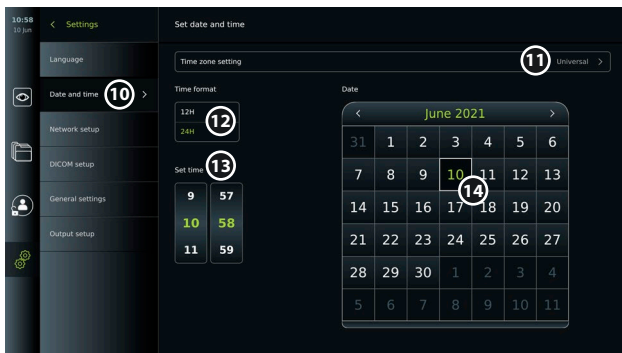 10:58
10 Jun
Settings
Language
Date and time 10
Network setup
DICOM setup
General settings
Output setup
Set date and time
Time zone setting 11 Universal
Time format
12H
24H
12
Set time 13
9 57
10 58
11 59
Date
June 2021
31 1 2 3 4 5 6
7 8 9 10 11 12 13
14
14 15 16 17 18 19 20
21 22 23 24 25 26 27
28 29 30 1 2 3 4
5 6 7 8 9 10 11